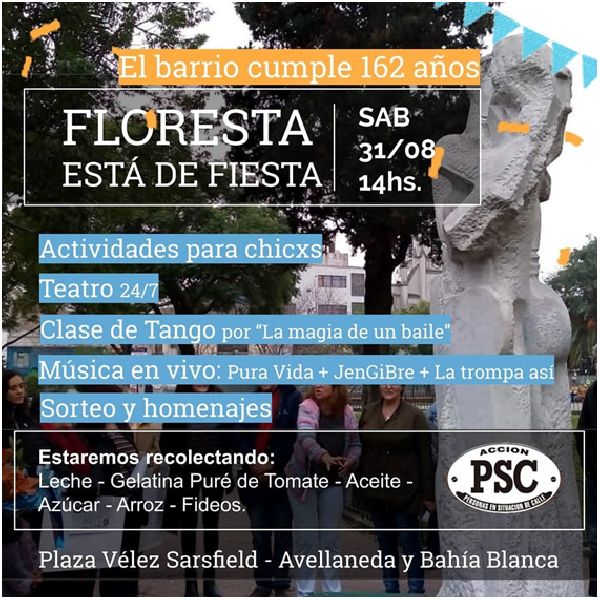 El barrio cumple 162 años
FLORESTA
ESTÁ DE FIESTA
SAB
31/08
14hs.
Actividades para chicxs
Teatro 24/7
Clase de Tango por “La magia de un baile”
Música en vivo: Pura Vida + JenGiBre + La trompa así
Sorteo y homenajes
Estaremos recolectando:
Leche - Gelatina Puré de Tomate - Aceite -
Azúcar - Arroz - Fideos.
ACCION
PSC
PERSONAS EN SITUACION DE CALLE
Plaza Vélez Sarsfield - Avellaneda y Bahía Blanca